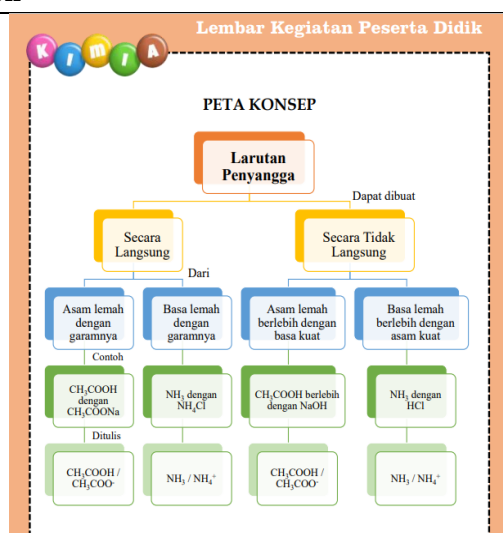 Lembar Kegiatan Peserta Didik
KImIA
PETA KONSEP
Larutan
Penyangga
Dapat dibuat
Secara
Langsung
Secara Tidak
Langsung
Dari
Asam lemah
dengan
garamnya
Basa lemah
dengan
garamnya
Asam lemah
berlebih dengan
basa kuat
Basa lemah
berlebih dengan
asam kuat
Contoh
CH₃COOH
dengan
CH₃COONa
NH₃ dengan
NH₄Cl
CH₃COOH berlebih
dengan NaOH
NH₃ dengan
HCl
Ditulis
CH₃COOH /
CH₃COO⁻
NH₃ / NH₄⁺
CH₃COOH /
CH₃COO⁻
NH₃ / NH₄⁺